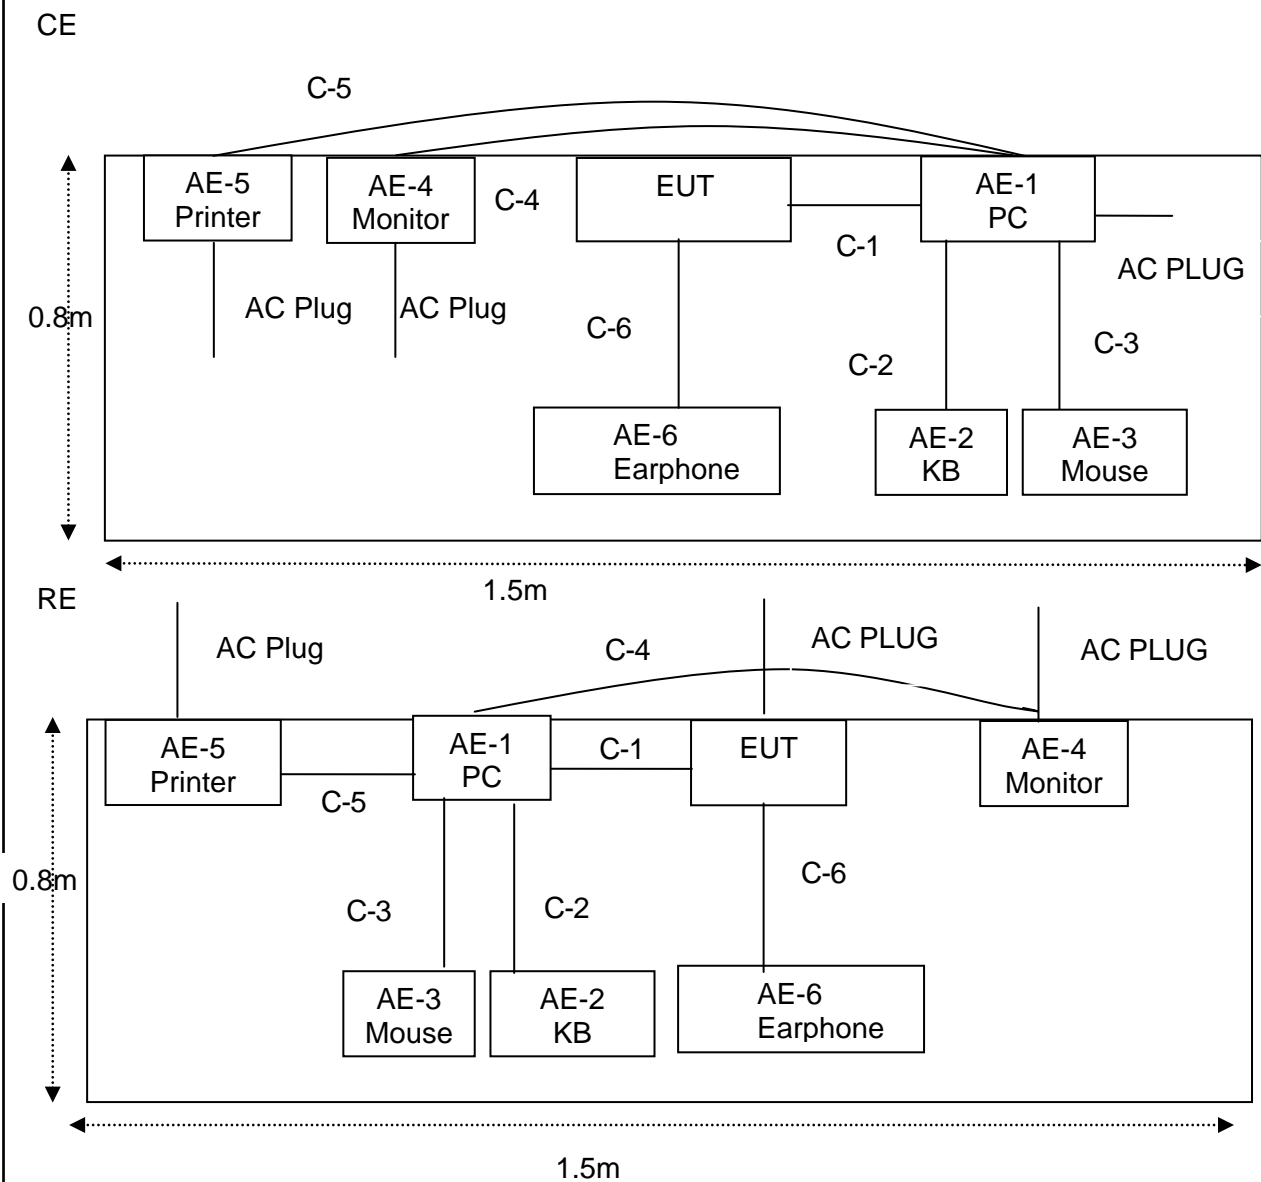 CE
C-5
AE-5
Printer
AE-4
Monitor
C-4
EUT
C-1
AE-1
PC
AC PLUG
AC Plug
AC Plug
0.8m
C-6
C-2
C-3
AE-6
Earphone
AE-2
KB
AE-3
Mouse
1.5m
RE
AC Plug
C-4
AC PLUG
AC PLUG
AE-5
Printer
C-5
AE-1
PC
C-1
EUT
AE-4
Monitor
0.8m
C-3
C-2
C-6
AE-3
Mouse
AE-2
KB
AE-6
Earphone
1.5m